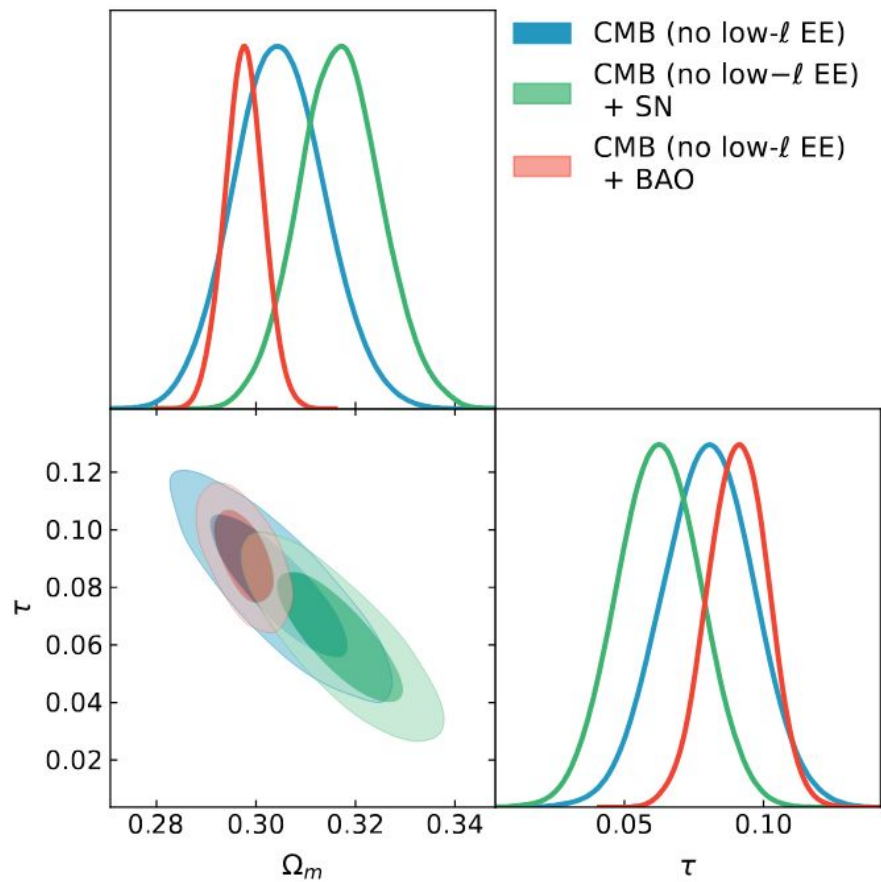 CMB (no low-ℓ EE)
CMB (no low−ℓ EE)
+ SN
CMB (no low-ℓ EE)
+ BAO
τ
0.12
0.10
0.08
0.06
0.04
0.02
0.28 0.30 0.32 0.34
Ωm
0.05 0.10
τ